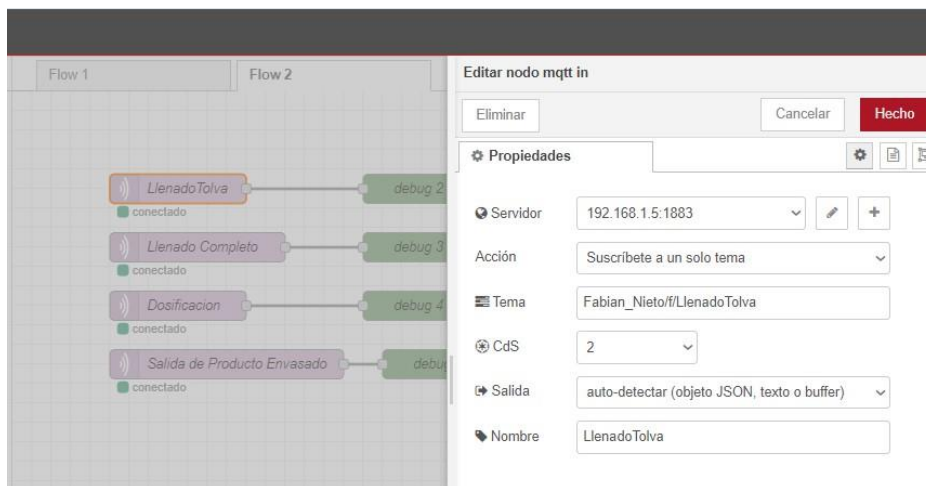 Flow 1
Flow 2
LlenadoTolva
debug 2
conectado
Llenado Completo
debug 3
conectado
Dosificacion
debug 4
conectado
Salida de Producto Envasado
debug
conectado
Editar nodo mqtt in
Eliminar
Cancelar
Hecho
Propiedades
Servidor
192.168.1.5:1883
Acción
Suscríbete a un solo tema
Tema
Fabian_Nieto/f/LlenadoTolva
CdS
2
Salida
auto-detectar (objeto JSON, texto o buffer)
Nombre
LlenadoTolva